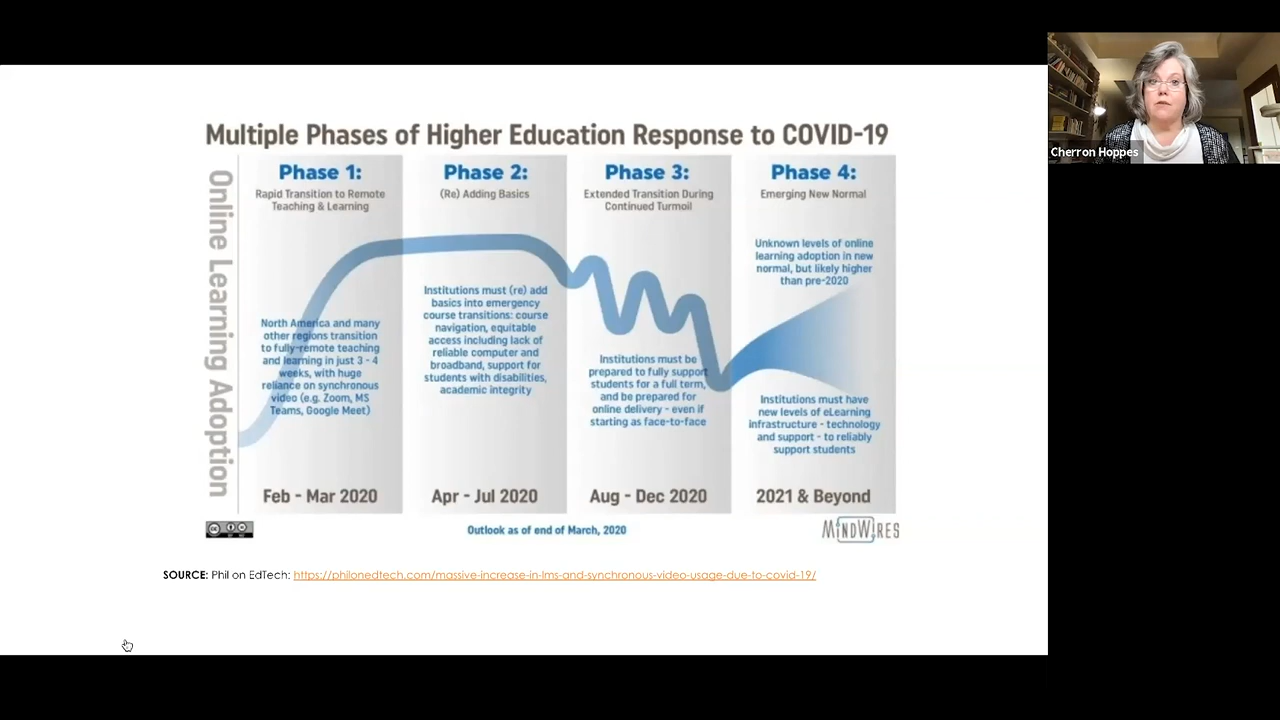 Multiple Phases of Higher Education Response to COVID-19
Online Learning Adoption
Phase 1:
Rapid Transition to Remote
Teaching & Learning
North America and many
other regions transition
to fully-remote teaching
and learning in just 3 - 4
weeks, with huge
reliance on synchronous
video (e.g. Zoom, MS
Teams, Google Meet)
Feb - Mar 2020
Phase 2:
(Re) Adding Basics
Institutions must (re) add
basics into emergency
course transitions: course
navigation, equitable
access including lack of
reliable computer and
broadband, support for
students with disabilities,
academic integrity
Apr - Jul 2020
Phase 3:
Extended Transition During
Continued Turmoil
Institutions must be
prepared to fully support
students for a full term,
and be prepared for
online delivery - even if
starting as face-to-face
Aug - Dec 2020
Phase 4:
Emerging New Normal
Unknown levels of online
learning adoption in new
normal, but likely higher
than pre-2020
Institutions must have
new levels of eLearning
infrastructure - technology
and support - to reliably
support students
2021 & Beyond
Outlook as of end of March, 2020
MINDWIRES
SOURCE: Phil on EdTech: https://philonedtech.com/massive-increase-in-lms-and-synchronous-video-usage-due-to-covid-19/
Cherron Hoppes